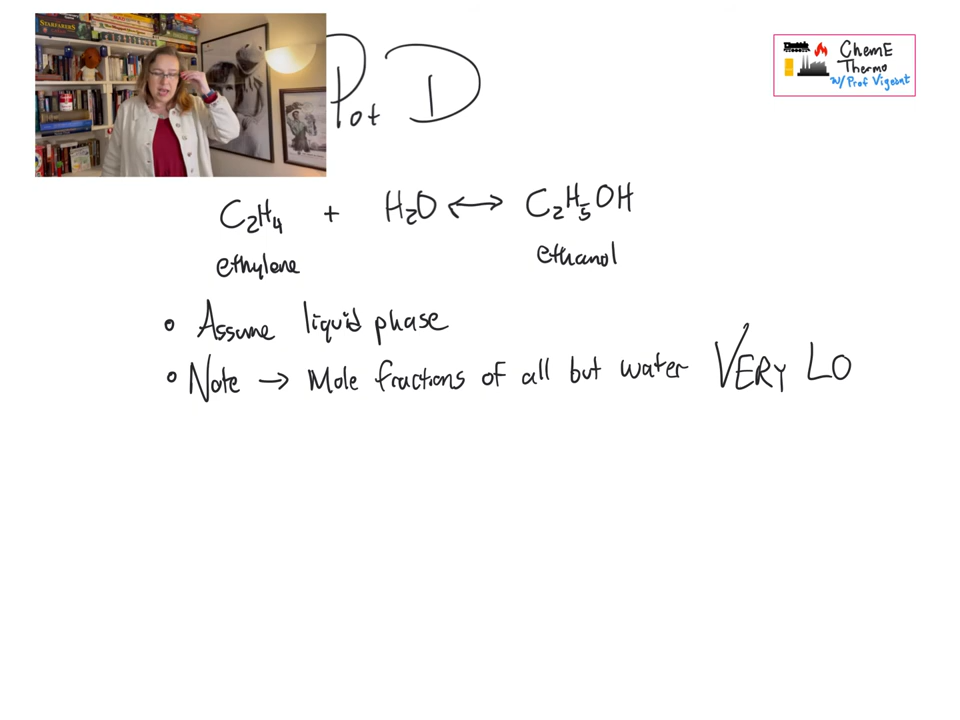 STARFARERS
Pot D
ChemE
Thermo
w/ Prof Vigeant
C₂H₄ + H₂O ↔ C₂H₅OH
ethylene ethanol
• Assume liquid phase
• Note → Mole fractions of all but water VERY LO